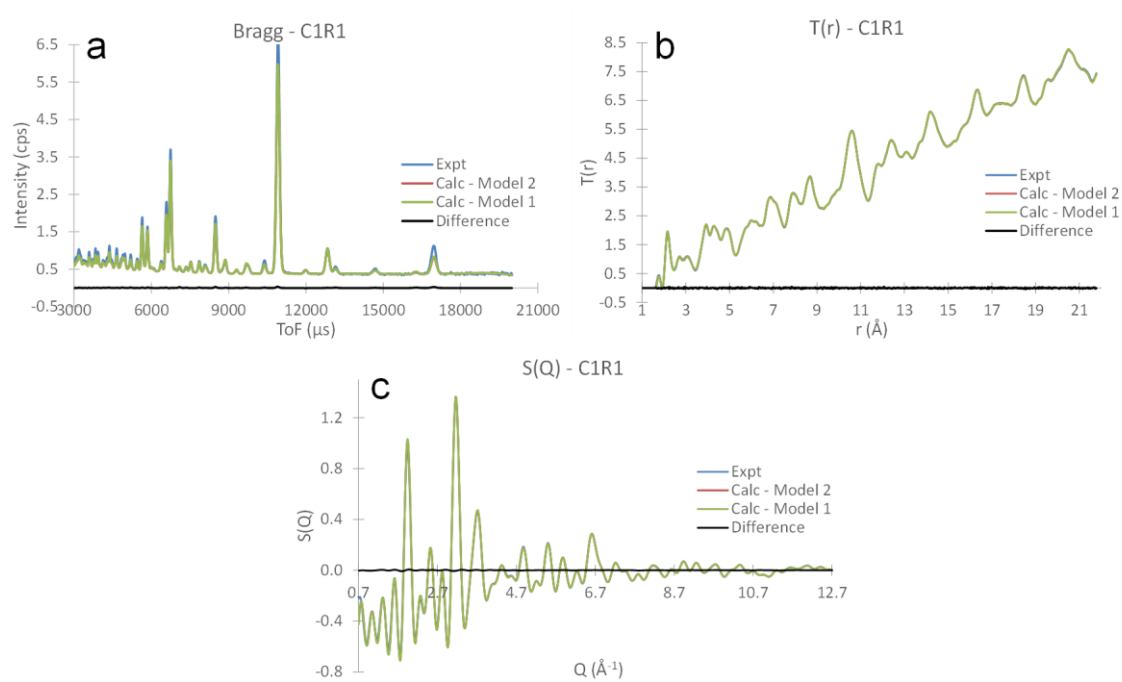 a
Bragg - C1R1
6.5
5.5
4.5
3.5
2.5
1.5
0.5
-0.5
Intensity (cps)
Expt
Calc - Model 2
Calc - Model 1
Difference
3000 6000 9000 12000 15000 18000 21000
ToF (µs)
b
T(r) - C1R1
8.5
7.5
6.5
5.5
4.5
3.5
2.5
1.5
0.5
-0.5
T(r)
Expt
Calc - Model 2
Calc - Model 1
Difference
1 3 5 7 9 11 13 15 17 19 21
r (Å)
c
S(Q) - C1R1
1.2
0.8
0.4
0.0
-0.4
-0.8
S(Q)
Expt
Calc - Model 2
Calc - Model 1
Difference
0.7 2.7 4.7 6.7 8.7 10.7 12.7
Q (Å-1)